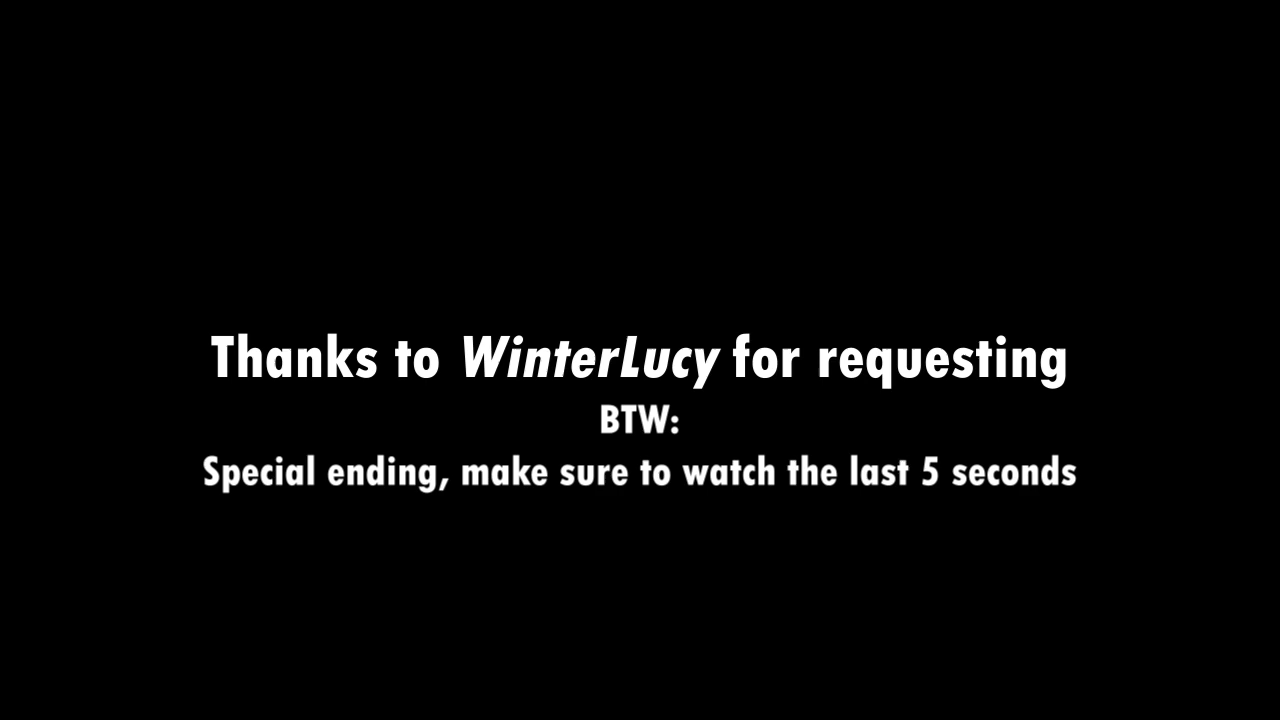 Thanks to WinterLucy for requesting
BTW:
Special ending, make sure to watch the last 5 seconds